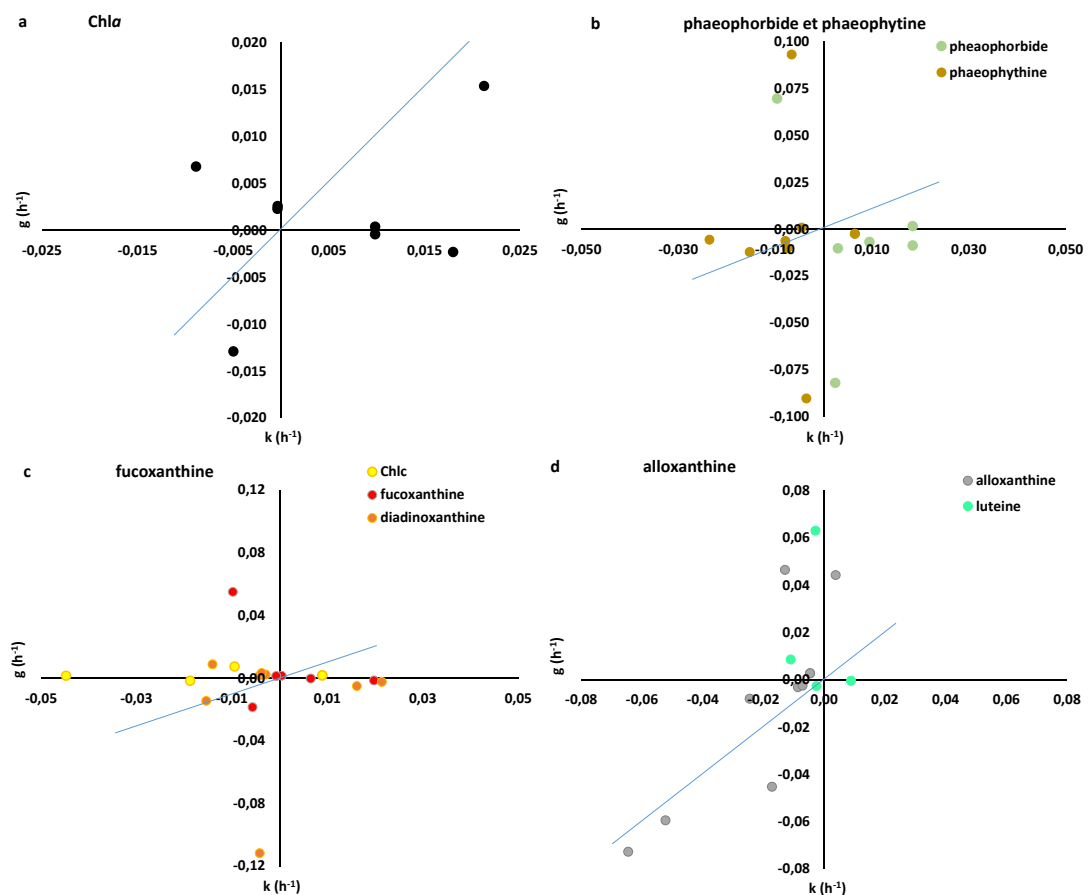 a Chla
0,020
0,015
0,010
0,005
0,000
-0,025 -0,015 -0,005 0,005 0,015 0,025
-0,005
-0,010
-0,015
-0,020
g (h⁻¹)
k (h⁻¹)
b phaeophorbide et phaeophytine
pheaophorbide
phaeophythine
0,100
0,075
0,050
0,025
0,000
-0,050 -0,030 -0,010 0,010 0,030 0,050
-0,025
-0,050
-0,075
-0,100
g (h⁻¹)
k (h⁻¹)
c fucoxanthine
Chlc
fucoxanthine
diadinoxanthine
0,12
0,08
0,04
0,00
-0,05 -0,03 -0,01 0,01 0,03 0,05
-0,04
-0,08
-0,12
g (h⁻¹)
k (h⁻¹)
d alloxanthine
alloxanthine
luteine
0,08
0,06
0,04
0,02
0,00
-0,08 -0,06 -0,04 -0,02 0,00 0,02 0,04 0,06 0,08
-0,02
-0,04
-0,06
-0,08
g (h⁻¹)
k (h⁻¹)